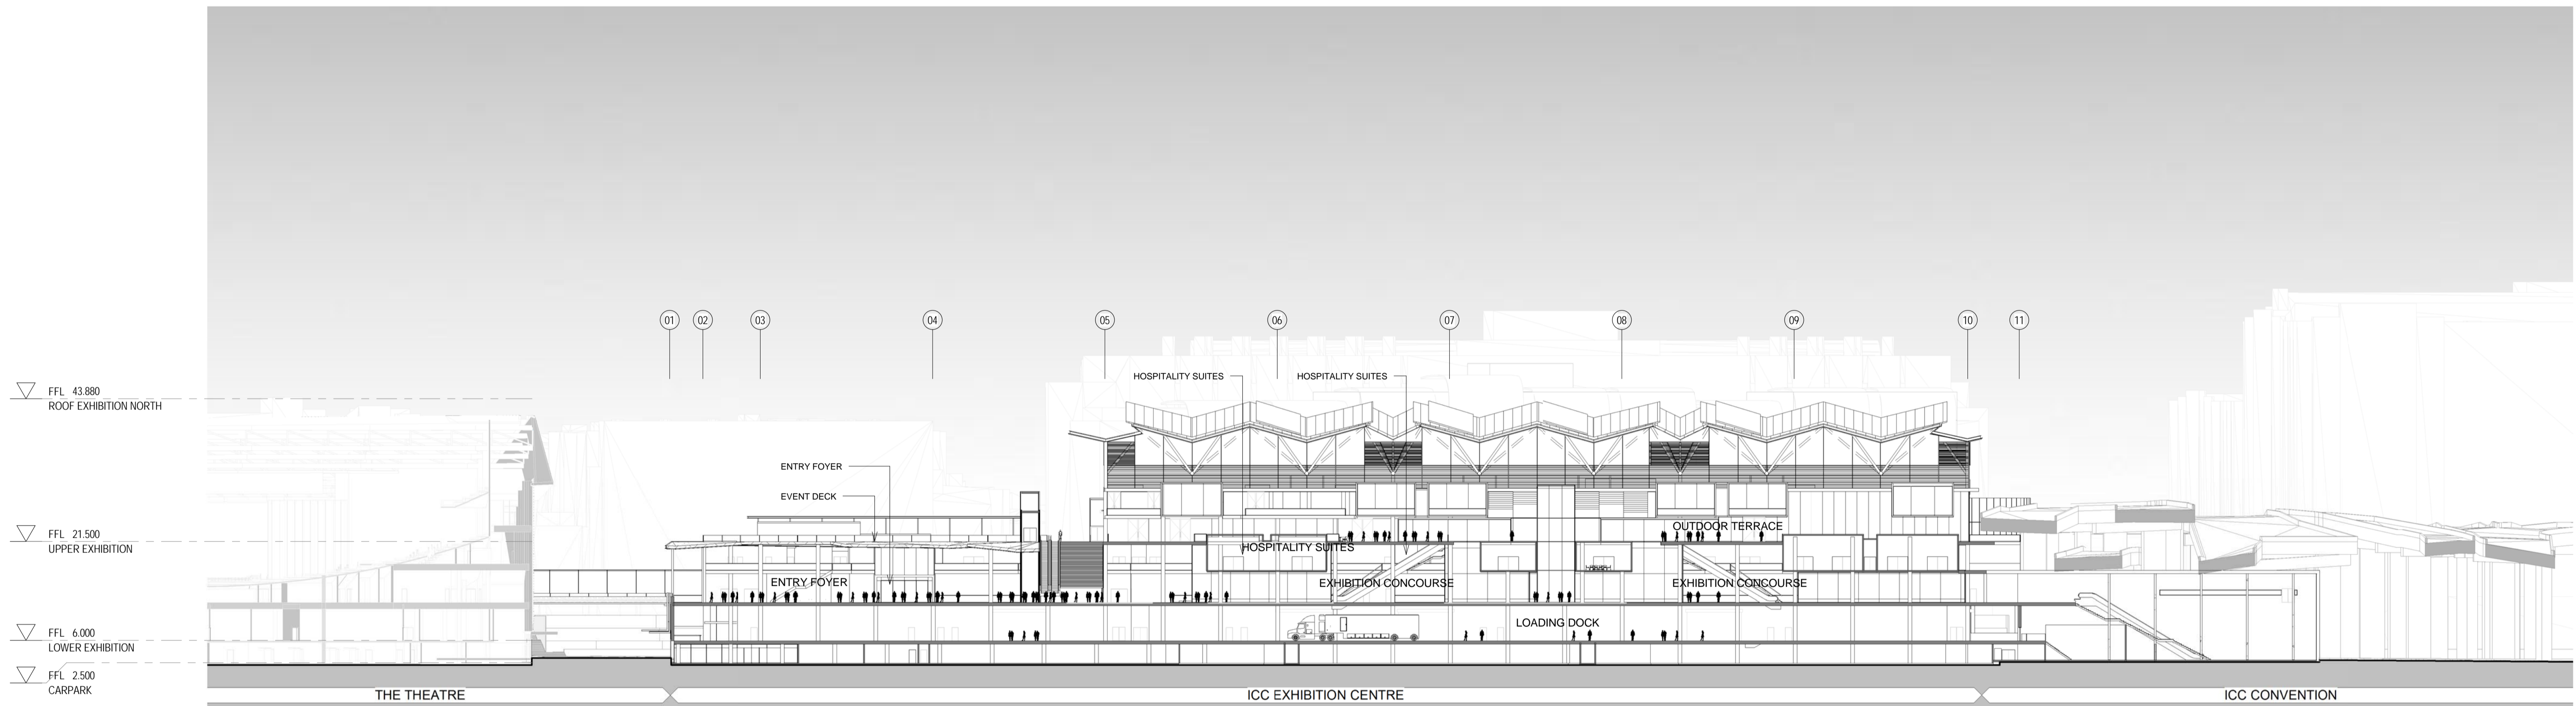 01 02 03 04 05 06 07 08 09 10 11
HOSPITALITY SUITES
HOSPITALITY SUITES
FFL 43.880
ROOF EXHIBITION NORTH
ENTRY FOYER
EVENT DECK
FFL 21.500
UPPER EXHIBITION
OUTDOOR TERRACE
HOSPITALITY SUITES
ENTRY FOYER
EXHIBITION CONCOURSE
EXHIBITION CONCOURSE
LOADING DOCK
FFL 6.000
LOWER EXHIBITION
FFL 2.500
CARPARK
THE THEATRE
ICC EXHIBITION CENTRE
ICC CONVENTION